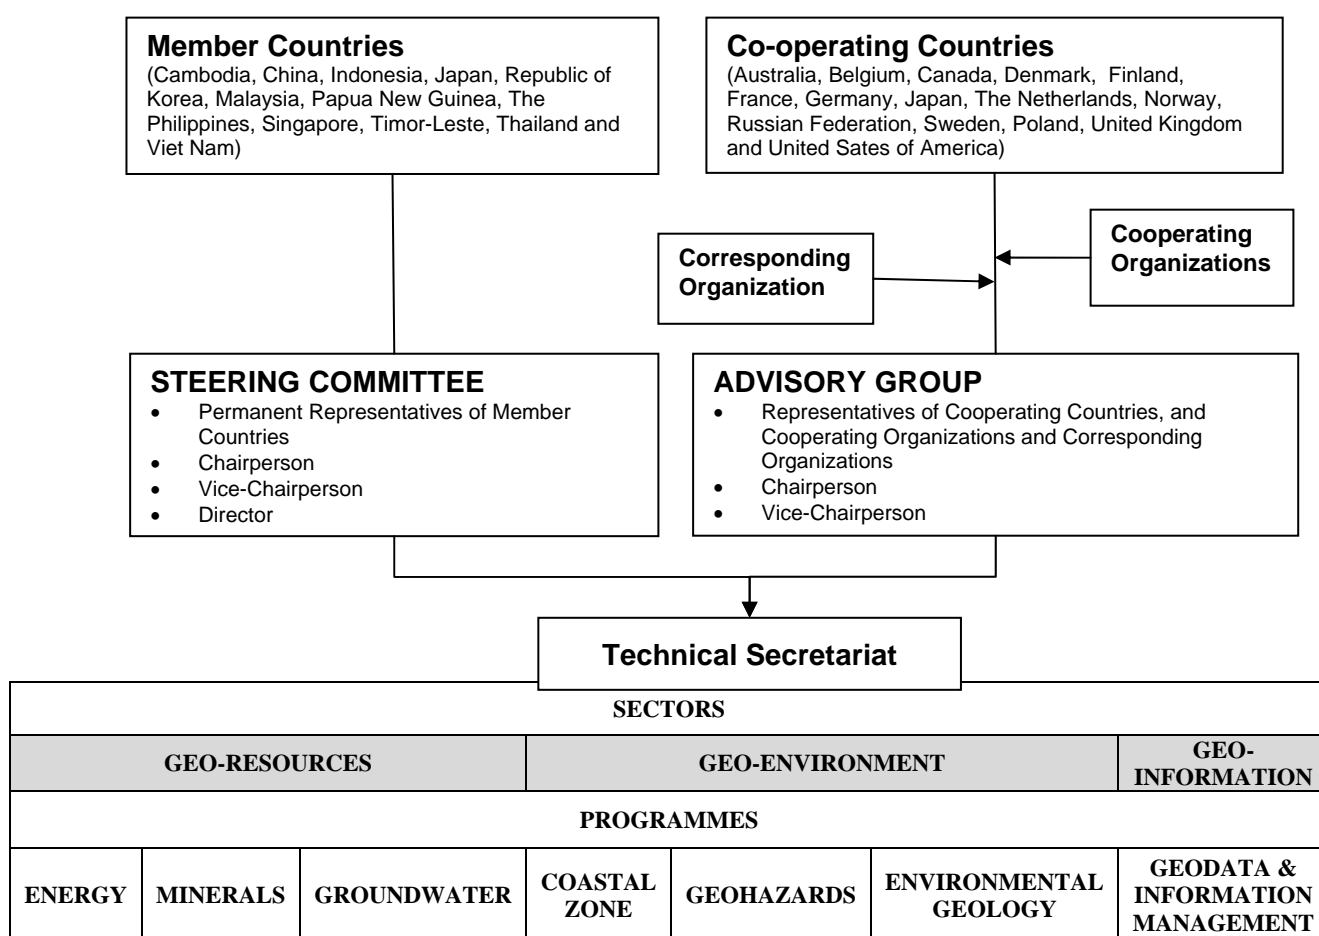 Member Countries
(Cambodia, China, Indonesia, Japan, Republic of
Korea, Malaysia, Papua New Guinea, The
Philippines, Singapore, Timor-Leste, Thailand and
Viet Nam)
Co-operating Countries
(Australia, Belgium, Canada, Denmark, Finland,
France, Germany, Japan, The Netherlands, Norway,
Russian Federation, Sweden, Poland, United Kingdom
and United Sates of America)
Corresponding
Organization
Cooperating
Organizations
STEERING COMMITTEE
• Permanent Representatives of Member
Countries
• Chairperson
• Vice-Chairperson
• Director
ADVISORY GROUP
• Representatives of Cooperating Countries, and
Cooperating Organizations and Corresponding
Organizations
• Chairperson
• Vice-Chairperson
Technical Secretariat
SECTORS
GEO-RESOURCES
GEO-ENVIRONMENT
GEO-
INFORMATION
PROGRAMMES
ENERGY
MINERALS
GROUNDWATER
COASTAL
ZONE
GEOHAZARDS
ENVIRONMENTAL
GEOLOGY
GEODATA &
INFORMATION
MANAGEMENT